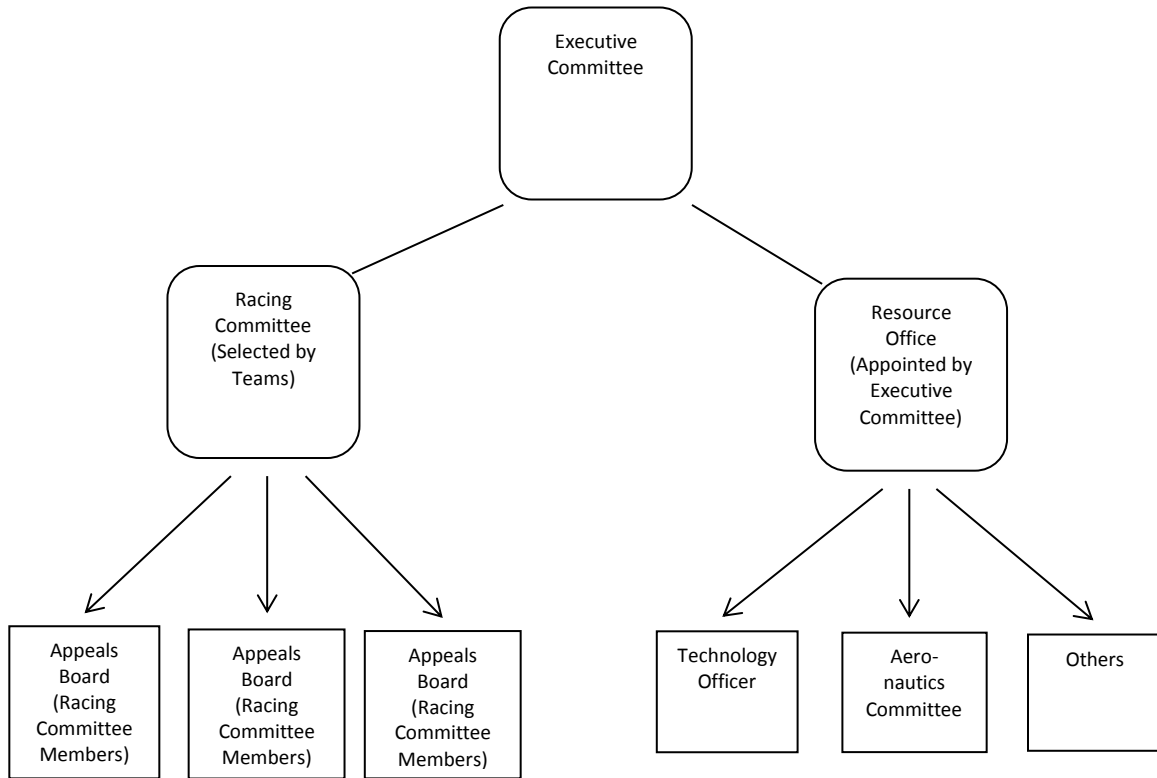 Executive
Committee
Racing
Committee
(Selected by
Teams)
Resource
Office
(Appointed by
Executive
Committee)
Appeals
Board
(Racing
Committee
Members)
Appeals
Board
(Racing
Committee
Members)
Appeals
Board
(Racing
Committee
Members)
Technology
Officer
Aero-
nautics
Committee
Others